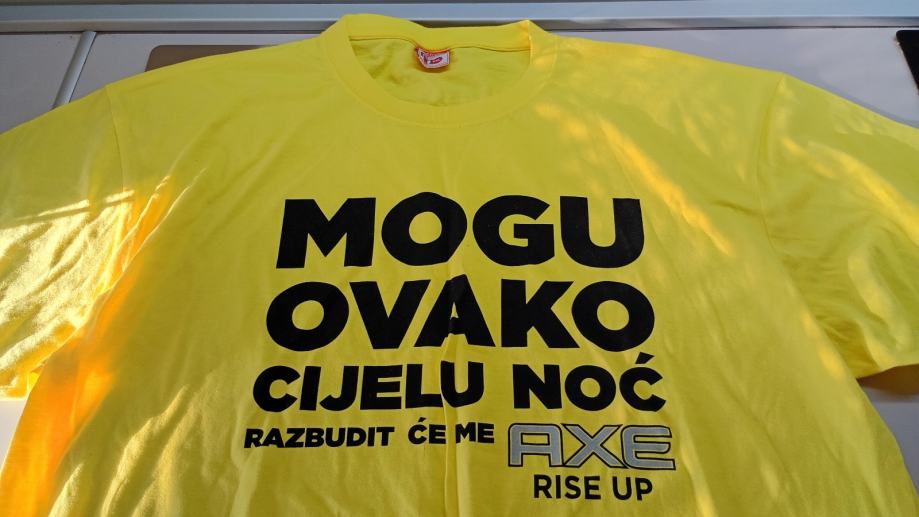 MOGU
OVAKO
CIJELU NOĆ
RAZBUDIT ĆE ME AXE
RISE UP